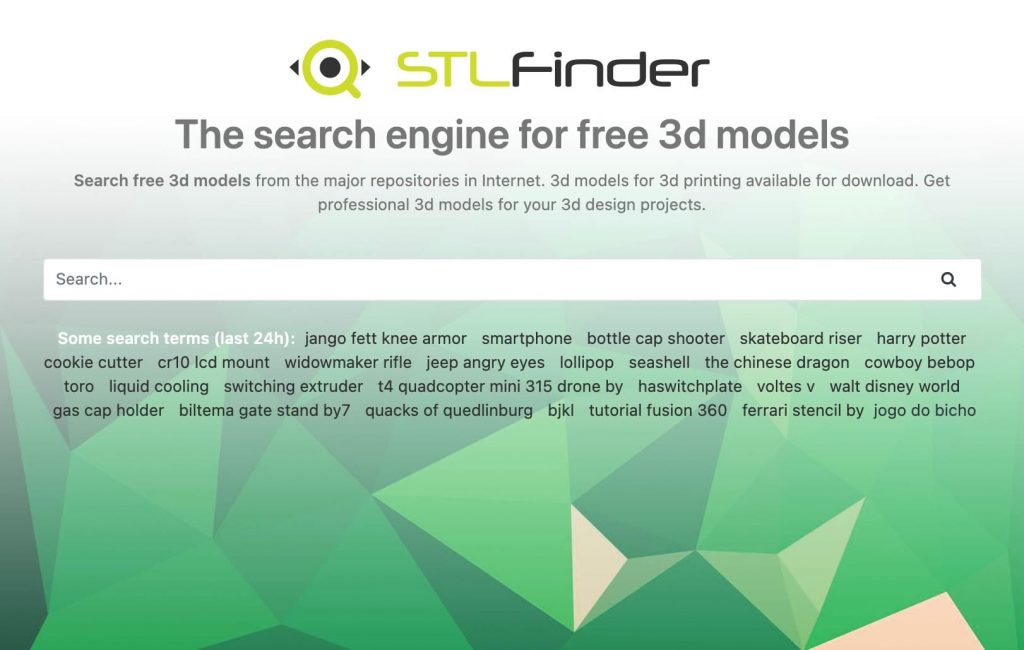 STLFinder
The search engine for free 3d models
Search free 3d models from the major repositories in Internet. 3d models for 3d printing available for download. Get
professional 3d models for your 3d design projects.
Search...
Some search terms (last 24h): jango fett knee armor smartphone bottle cap shooter skateboard riser harry potter
cookie cutter cr10 lcd mount widowmaker rifle jeep angry eyes lollipop seashell the chinese dragon cowboy bebop
toro liquid cooling switching extruder t4 quadcopter mini 315 drone by haswitchplate voltes v walt disney world
gas cap holder biltema gate stand by7 quacks of quedlinburg bjkl tutorial fusion 360 ferrari stencil by jogo do bicho